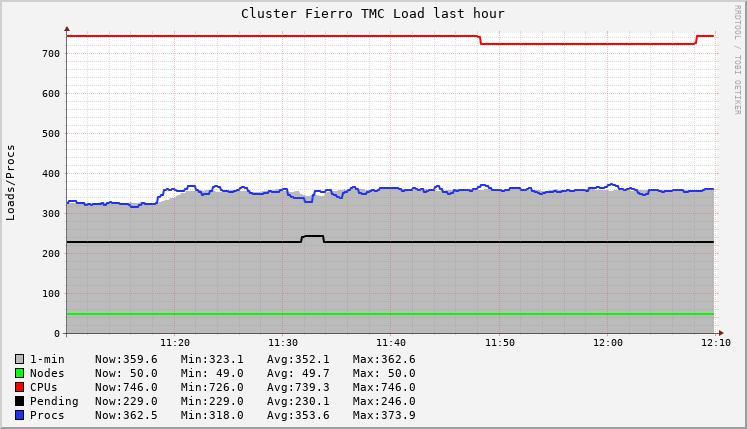 Cluster Fierro TMC Load last hour
RRDTOOL / TOBI OETIKER
Loads/Procs
700
600
500
400
300
200
100
0
11:20 11:30 11:40 11:50 12:00 12:10
1-min Now:359.6 Min:323.1 Avg:352.1 Max:362.6
Nodes Now: 50.0 Min: 49.0 Avg: 49.7 Max: 50.0
CPUs Now:746.0 Min:726.0 Avg:739.3 Max:746.0
Pending Now:229.0 Min:229.0 Avg:230.1 Max:246.0
Procs Now:362.5 Min:318.0 Avg:353.6 Max:373.9